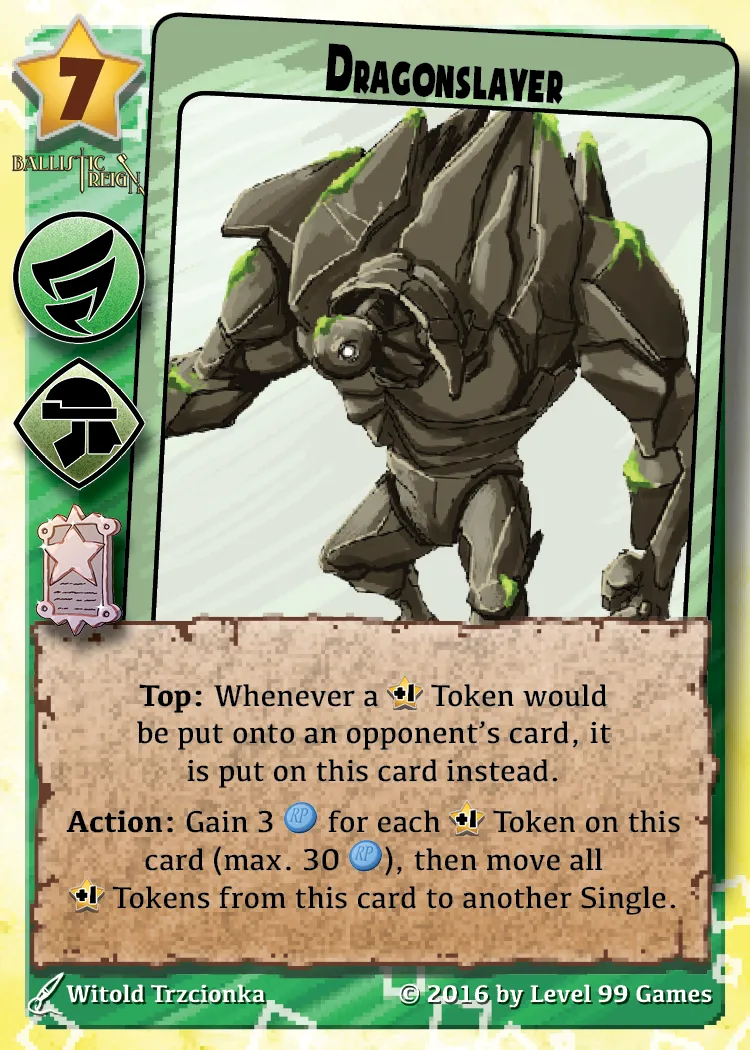 DRAGONSLAYER
7
BALLISTIC
REIGN
Top: Whenever a +1 Token would
be put onto an opponent's card, it
is put on this card instead.
Action: Gain 3 RP for each +1 Token on this
card (max. 30 RP), then move all
+1 Tokens from this card to another Single.
Witold Trzcionka
© 2016 by Level 99 Games